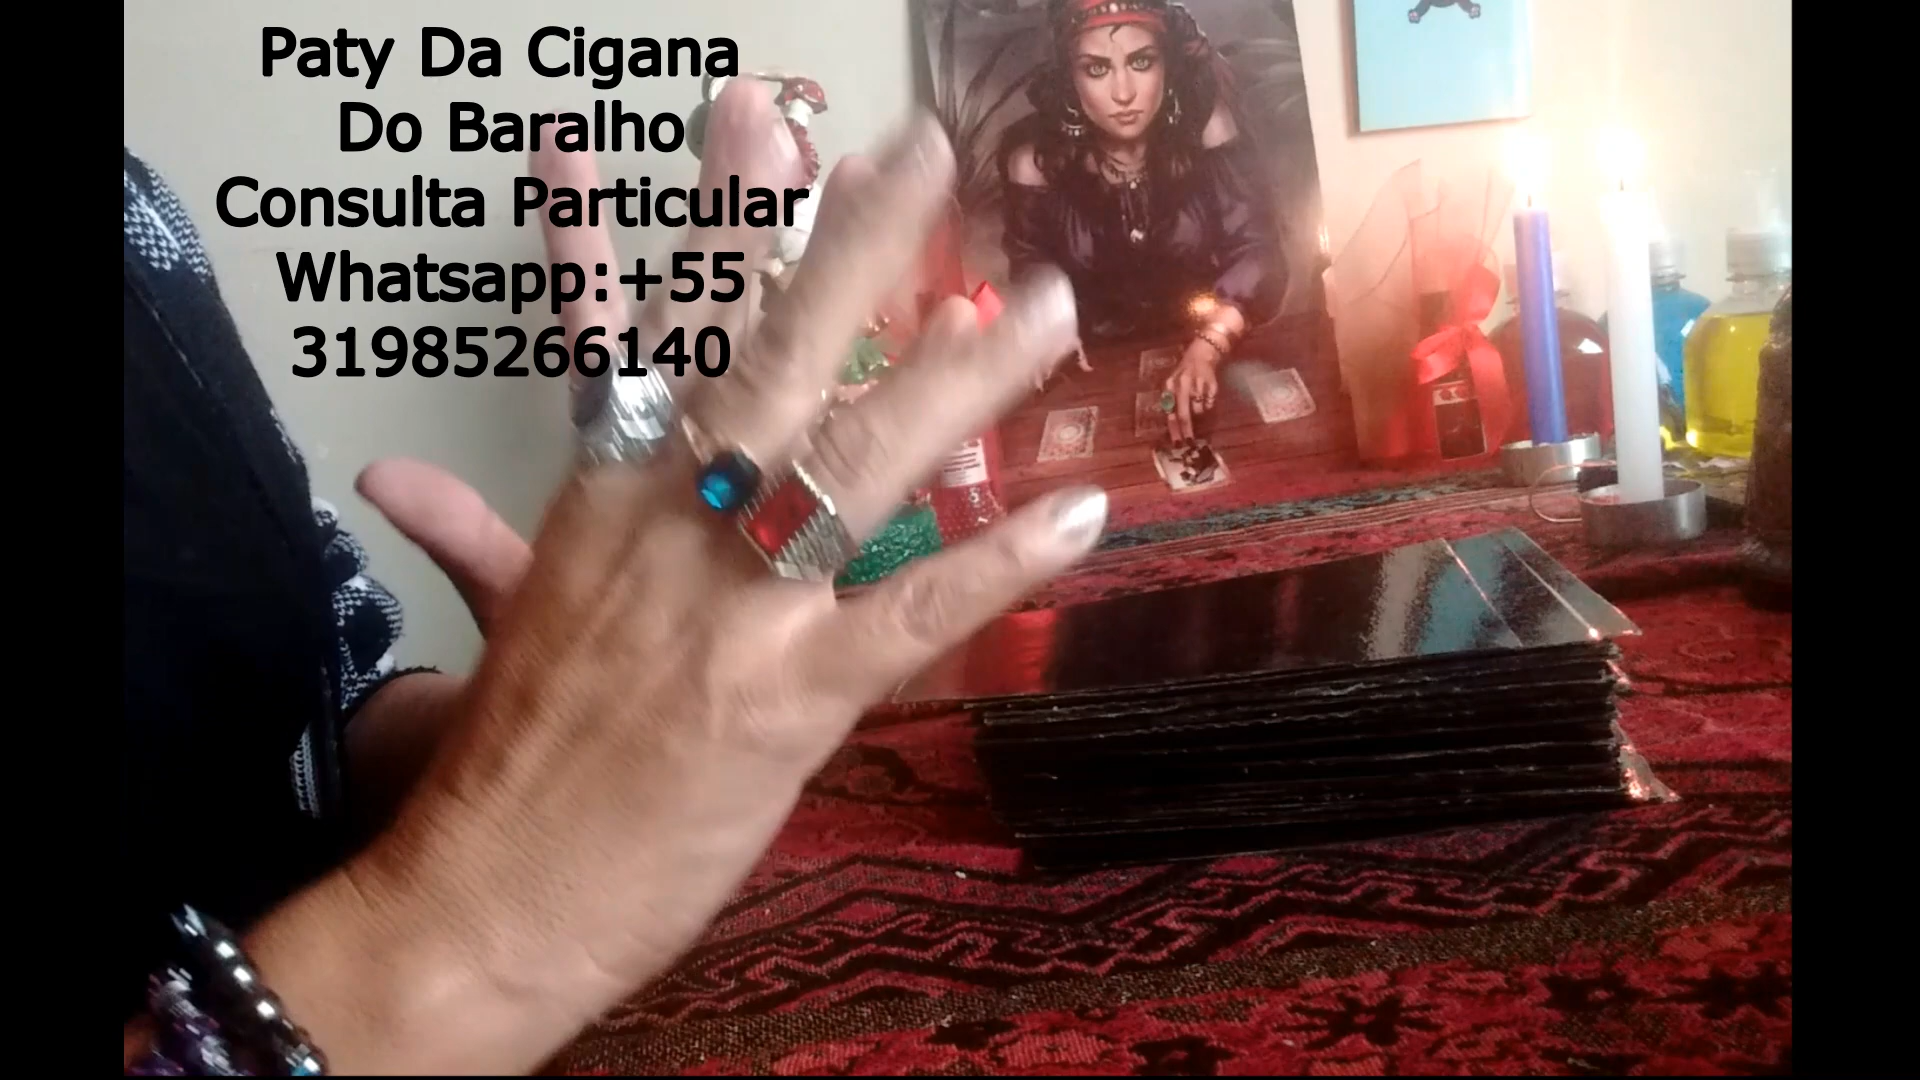 Paty Da Cigana
Do Baralho
Consulta Particular
Whatsapp:+55
31985266140